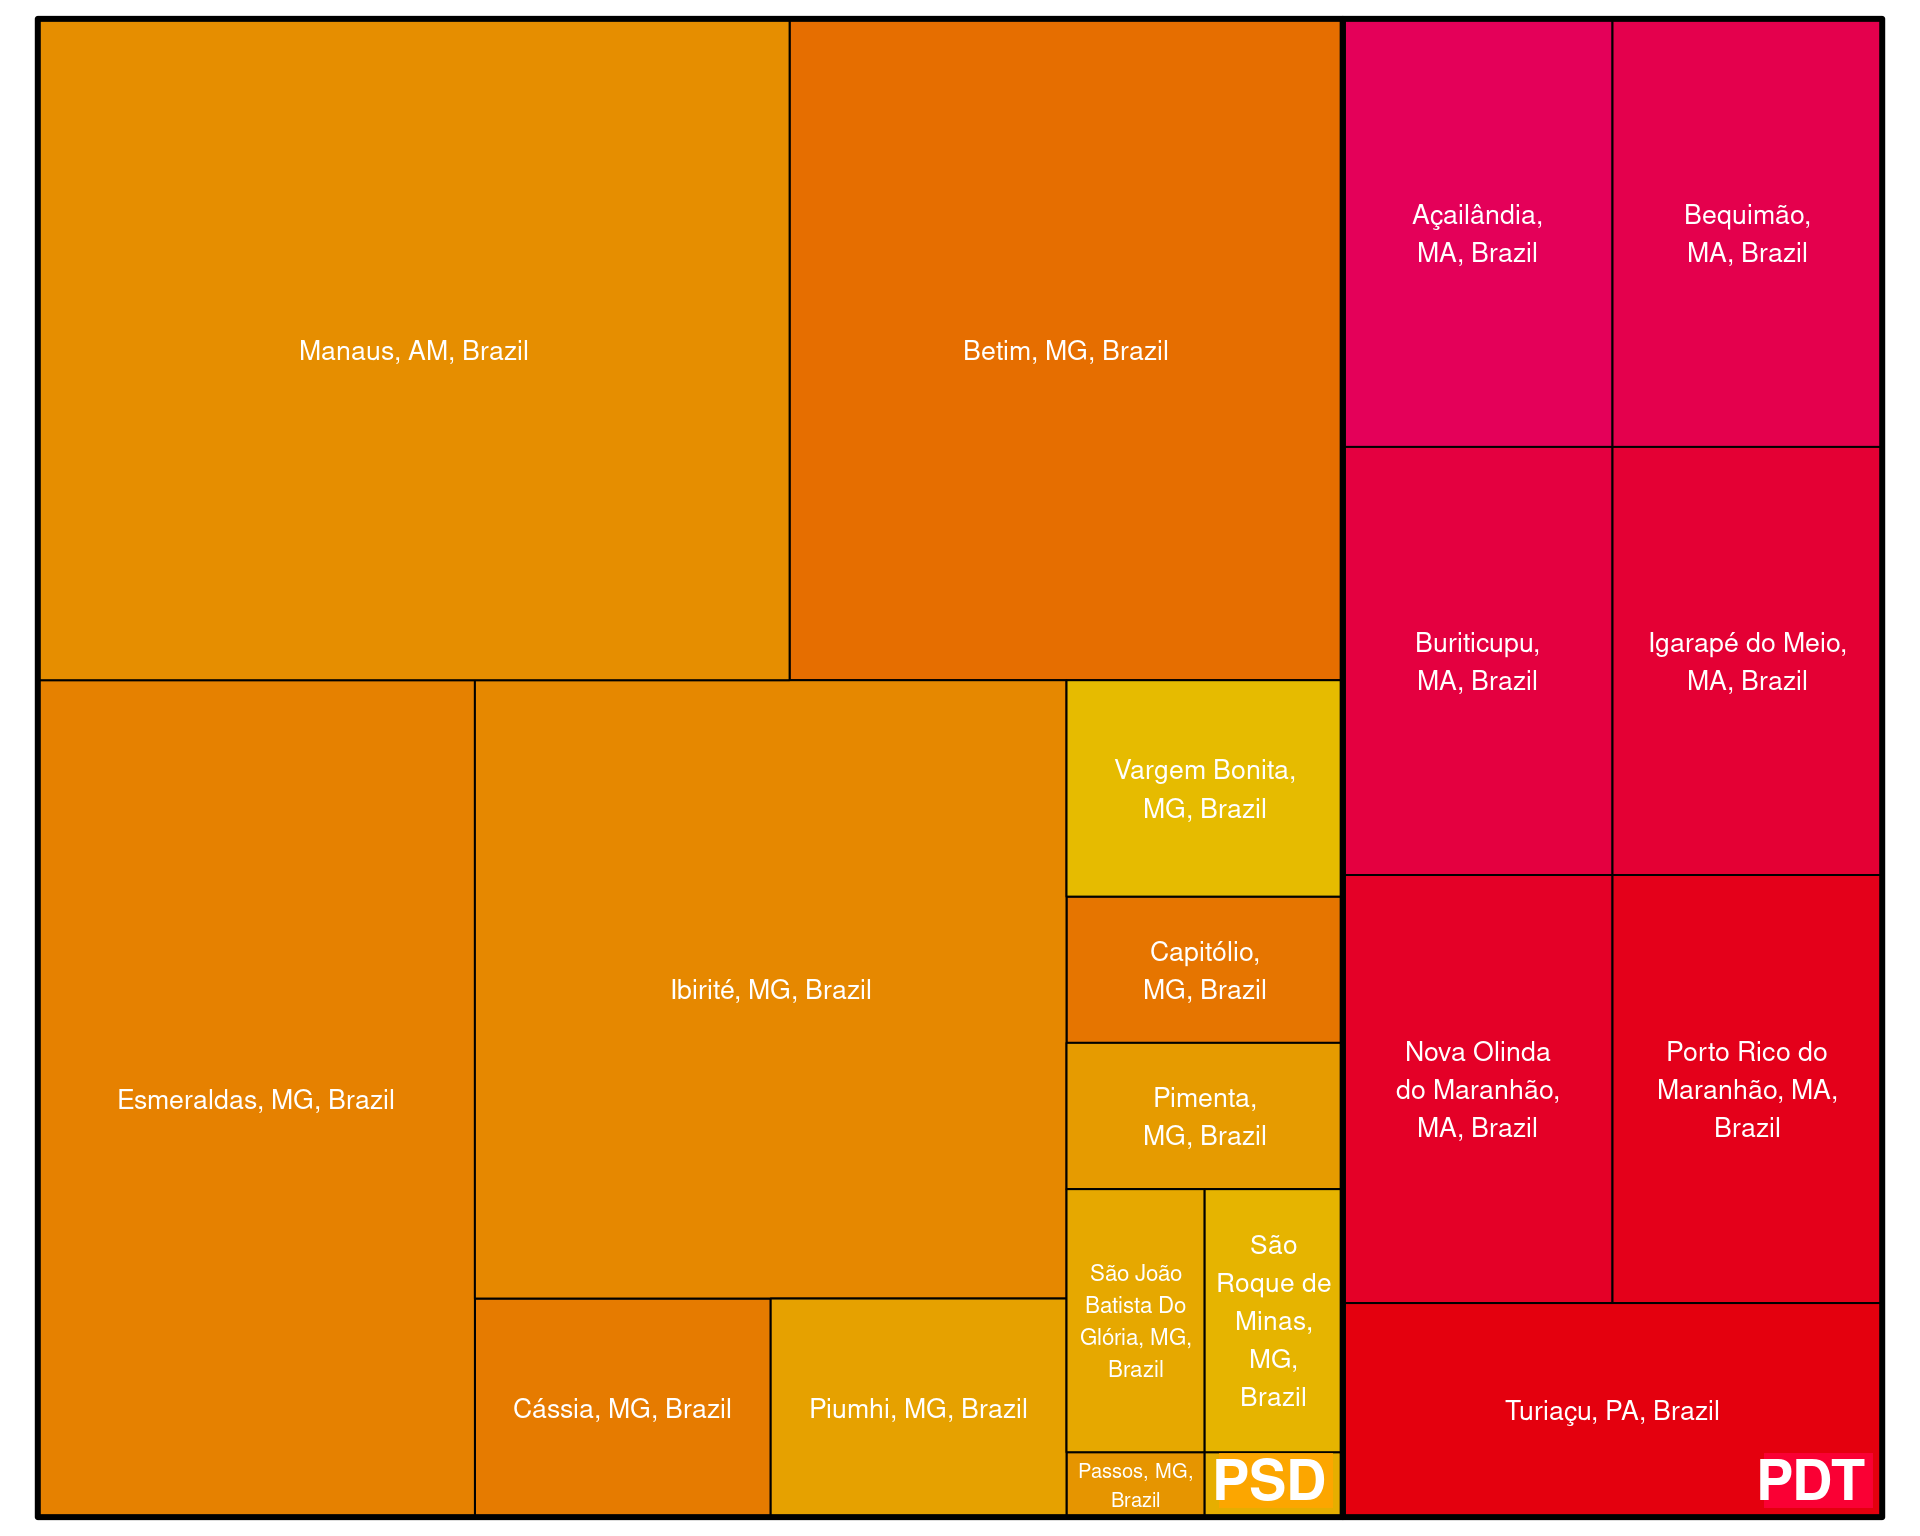 Manaus, AM, Brazil
Betim, MG, Brazil
Esmeraldas, MG, Brazil
Ibirité, MG, Brazil
Cássia, MG, Brazil
Piumhi, MG, Brazil
Vargem Bonita,
MG, Brazil
Capitólio,
MG, Brazil
Pimenta,
MG, Brazil
São João
Batista Do
Glória, MG,
Brazil
São
Roque de
Minas,
MG,
Brazil
Passos, MG,
Brazil
PSD
Açailândia,
MA, Brazil
Bequimão,
MA, Brazil
Buriticupu,
MA, Brazil
Igarapé do Meio,
MA, Brazil
Nova Olinda
do Maranhão,
MA, Brazil
Porto Rico do
Maranhão, MA,
Brazil
Turiaçu, PA, Brazil
PDT